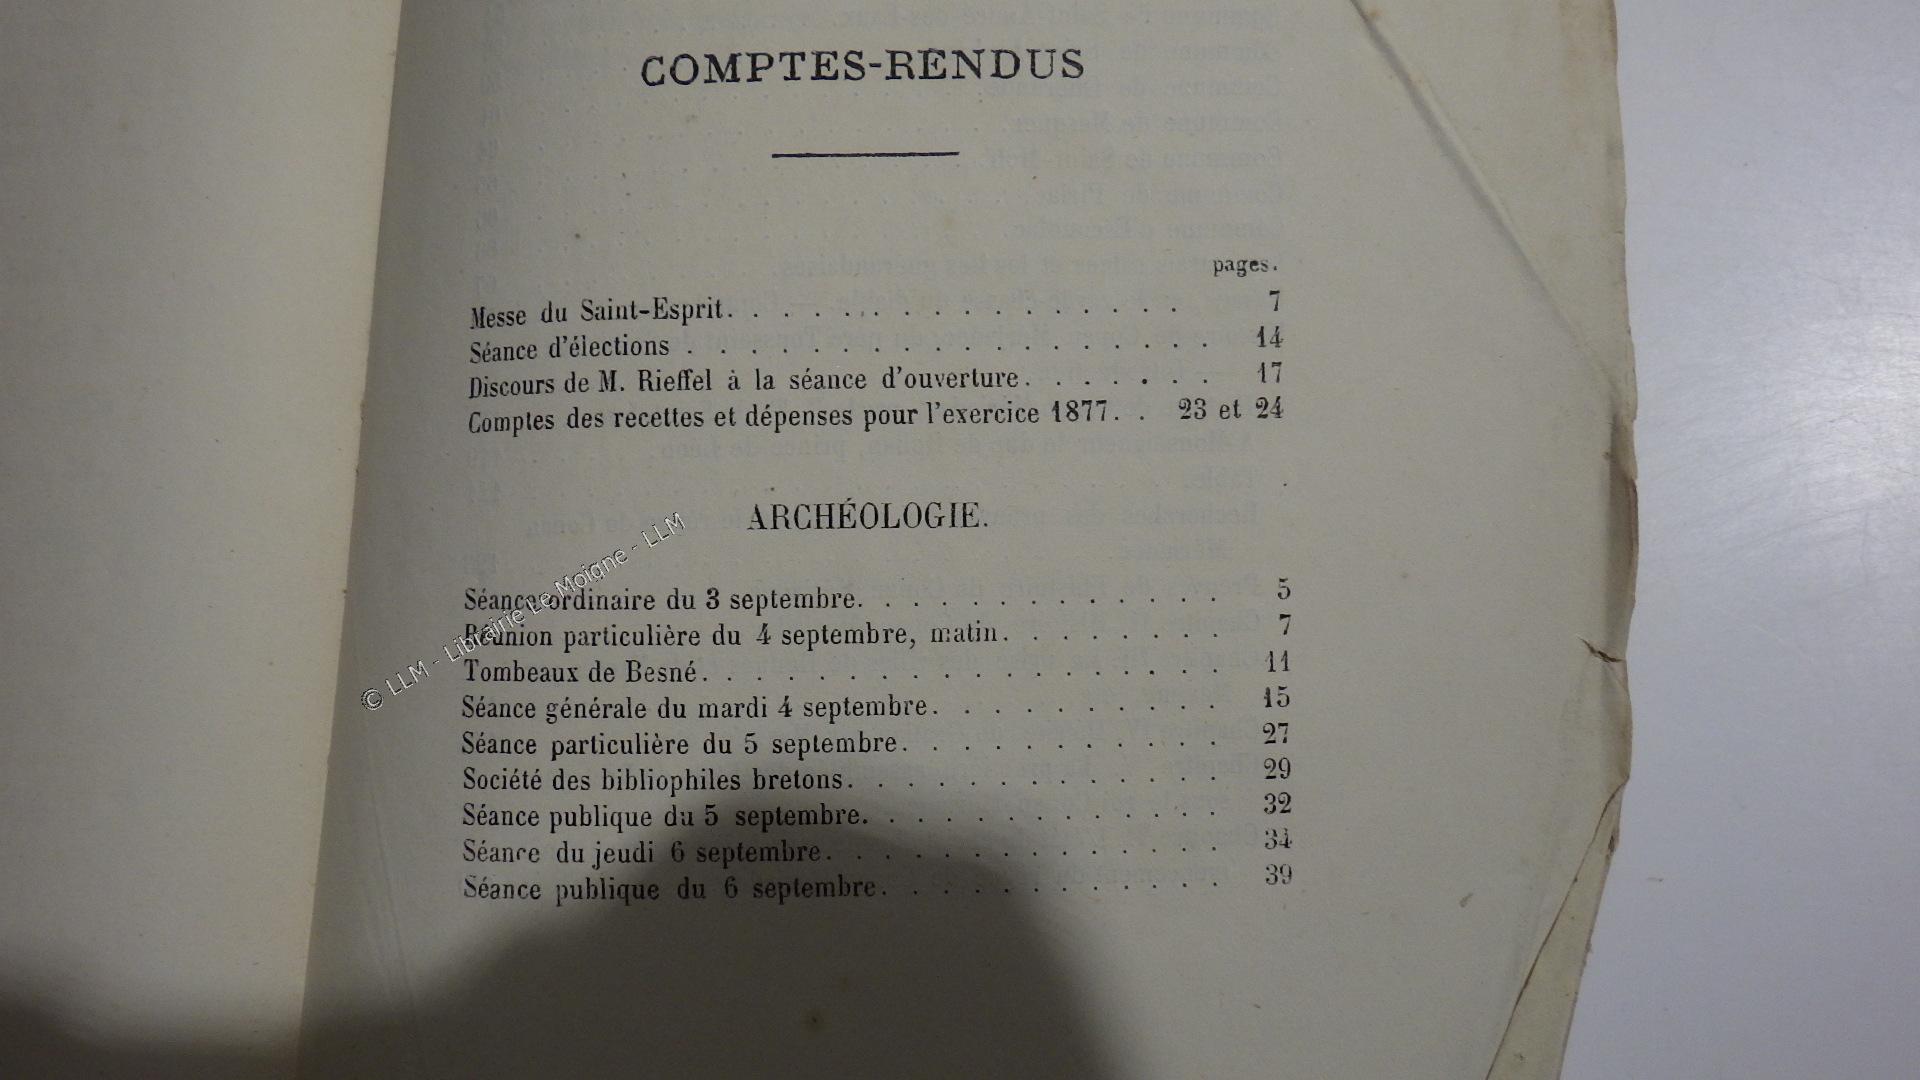 COMPTES-RENDUS
pages.
Messe du Saint-Esprit. . . . . . . . . . . . . . . 7
Séance d'élections . . . . . . . . . . . . . . . . . 14
Discours de M. Rieffel à la séance d'ouverture. . . . . . . 17
Comptes des recettes et dépenses pour l'exercice 1877. . 23 et 24
ARCHÉOLOGIE.
Séance ordinaire du 3 septembre. . . . . . . . . . . . . 5
Réunion particulière du 4 septembre, matin. . . . . . . . 7
Tombeaux de Besné. . . . . . . . . . . . . . . . . . 11
Séance générale du mardi 4 septembre. . . . . . . . . . 15
Séance particulière du 5 septembre. . . . . . . . . . . 27
Société des bibliophiles bretons. . . . . . . . . . . . . 29
Séance publique du 5 septembre. . . . . . . . . . . . . 32
Séance du jeudi 6 septembre. . . . . . . . . . . . . . 34
Séance publique du 6 septembre. . . . . . . . . . . . 39
© LLM - Librairie Le Moigne - LLM